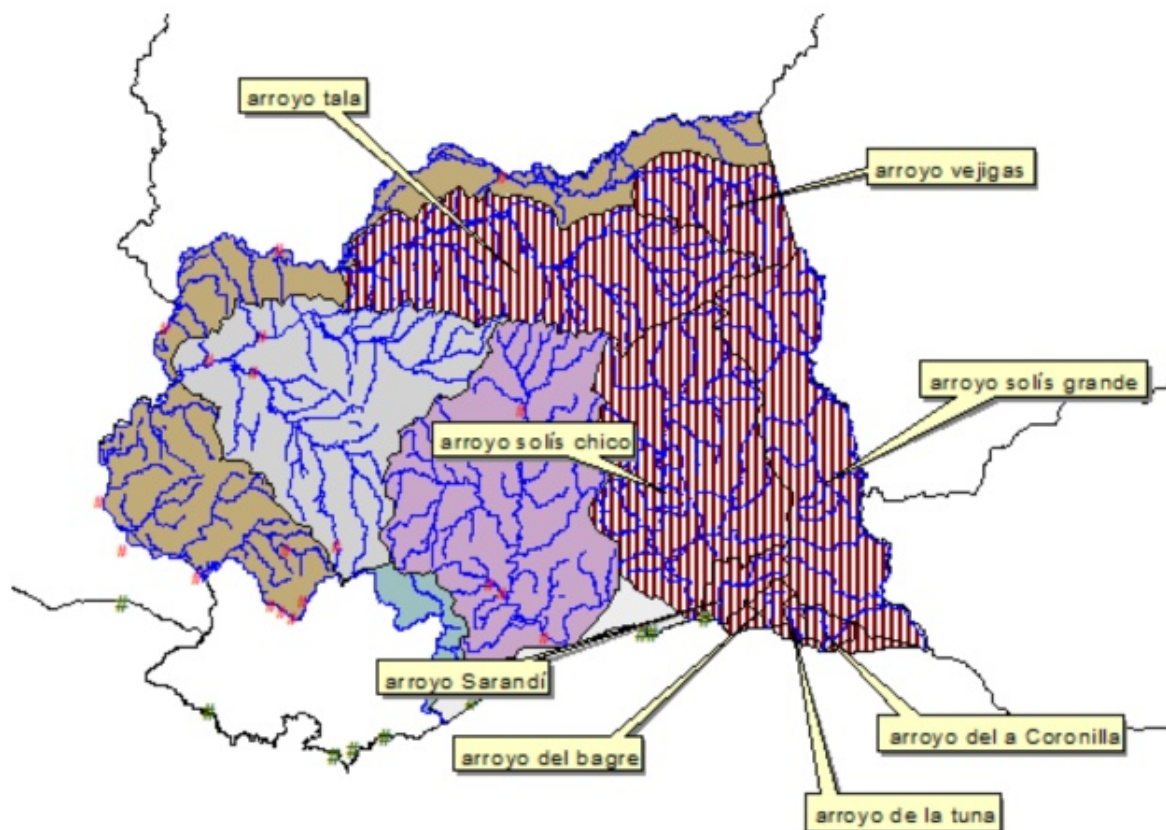 arroyo tala
arroyo vejigas
arroyo solís grande
arroyo solís chico
arroyo Sarandí
arroyo del a Coronilla
arroyo del bagre
arroyo de la tuna